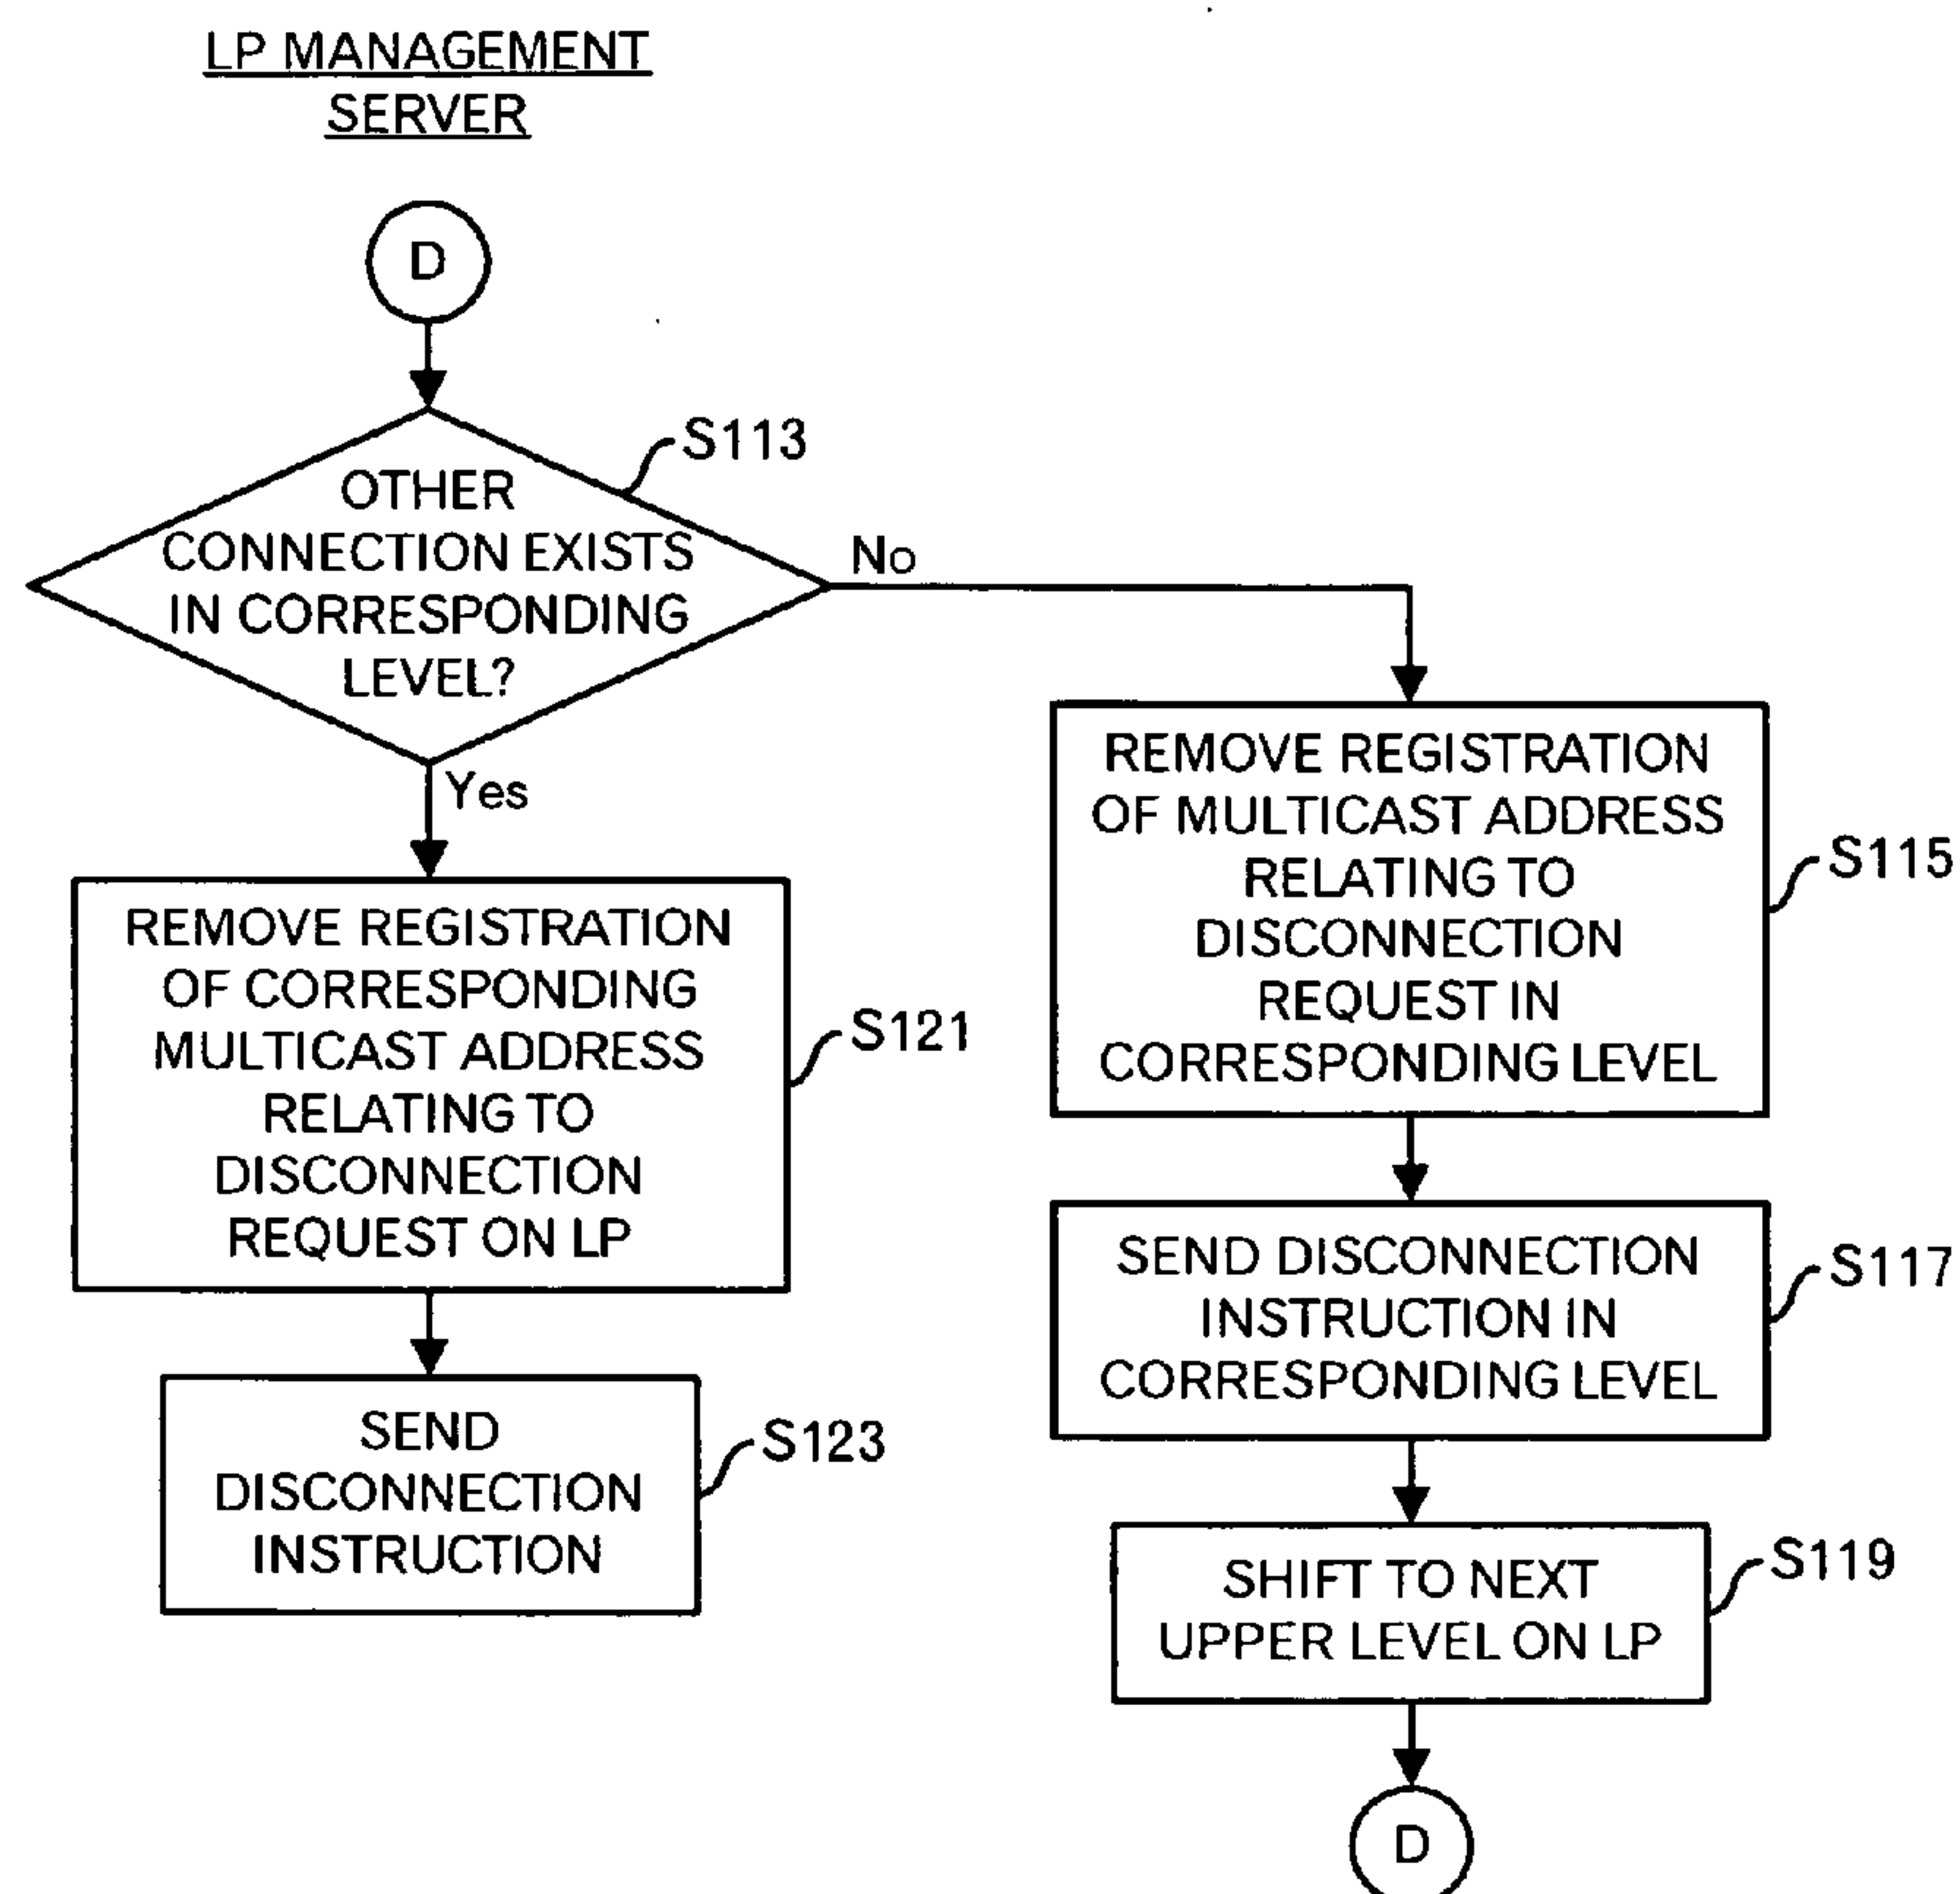 LP MANAGEMENT
SERVER
D
S113
OTHER
CONNECTION EXISTS
IN CORRESPONDING
LEVEL?
No
Yes
REMOVE REGISTRATION
OF CORRESPONDING
MULTICAST ADDRESS
RELATING TO
DISCONNECTION
REQUEST ON LP
S121
SEND
DISCONNECTION
INSTRUCTION
S123
REMOVE REGISTRATION
OF MULTICAST ADDRESS
RELATING TO
DISCONNECTION
REQUEST IN
CORRESPONDING LEVEL
S115
SEND DISCONNECTION
INSTRUCTION IN
CORRESPONDING LEVEL
S117
SHIFT TO NEXT
UPPER LEVEL ON LP
S119
D